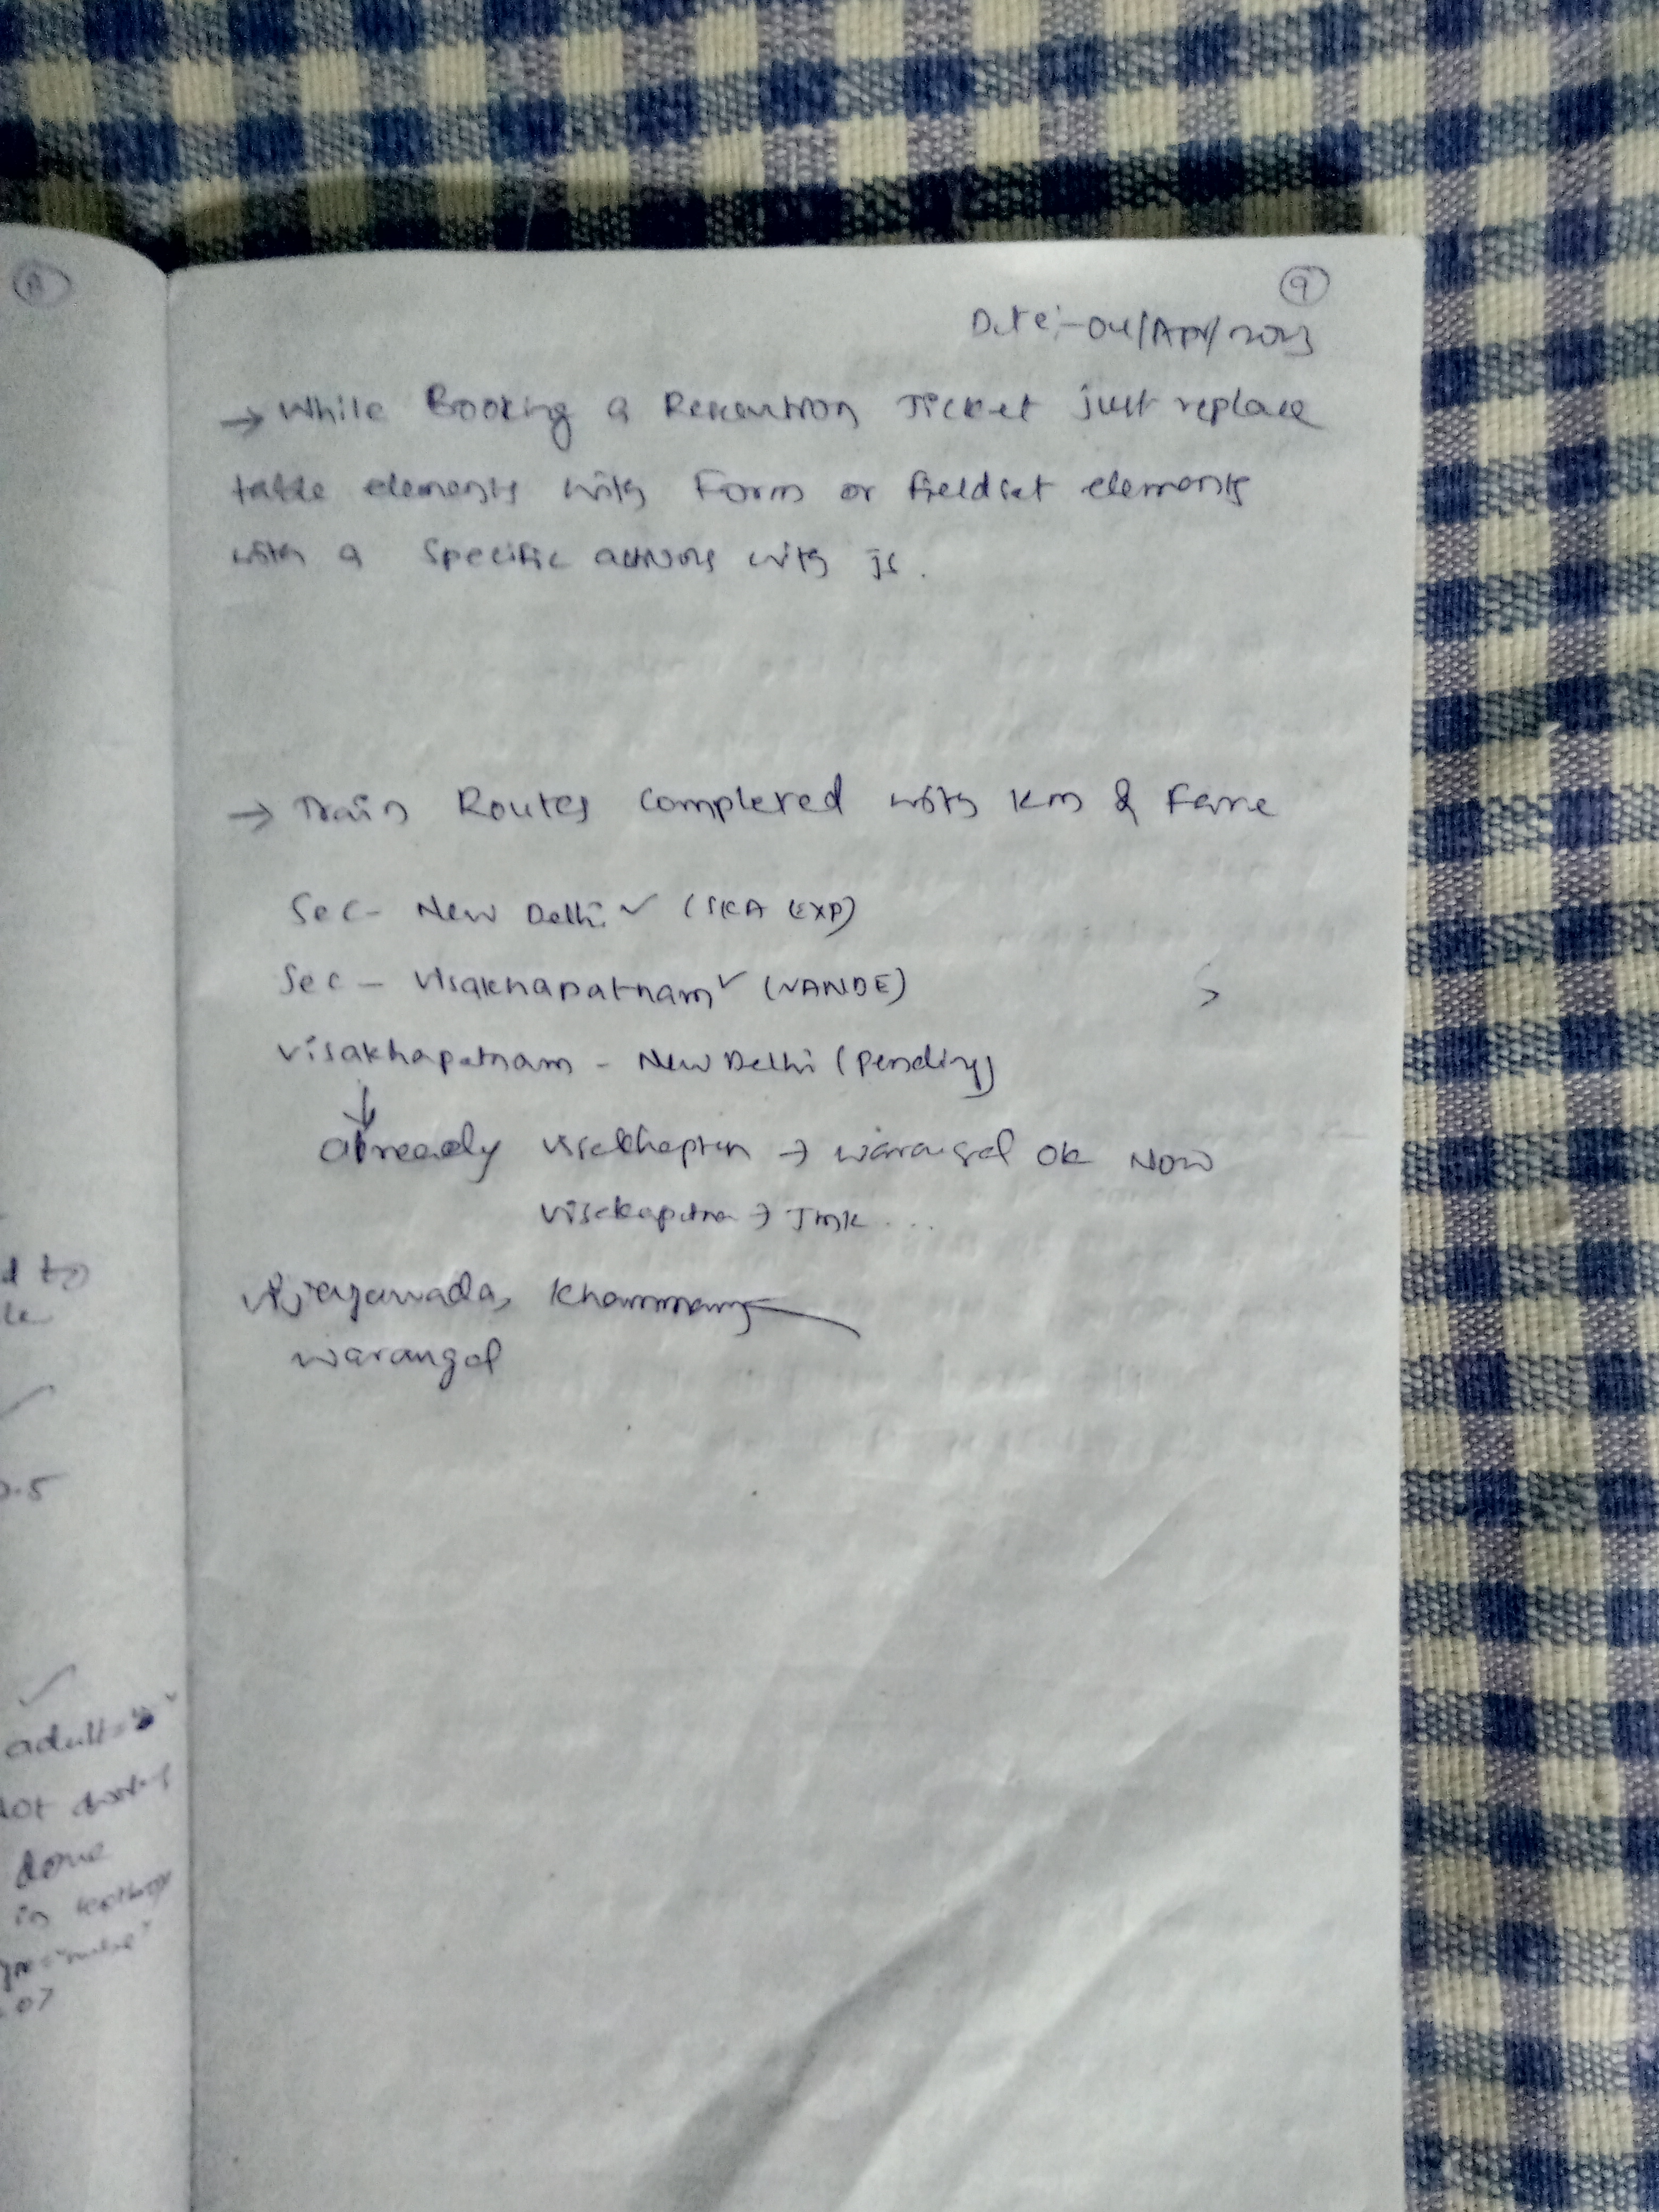 9
Date:-04/Apr/2023
→ While Booking a Reservation Ticket just replace
table elements with Form or fieldset elements
with a specific actions with js.
→ Train Routes completed with km & Fare
Sec - New Delhi ✓ (SKA EXP)
Sec - Visakhapatnam ✓ (VANDE)
Visakhapatnam - New Delhi (pending)
↓
already visakhaptn → warangal ok Now
visakapatna → Jmk ...
Vijayawada, Khammam
warangal
d to
le
✓
.5
✓
adult=
not
done
in
.07